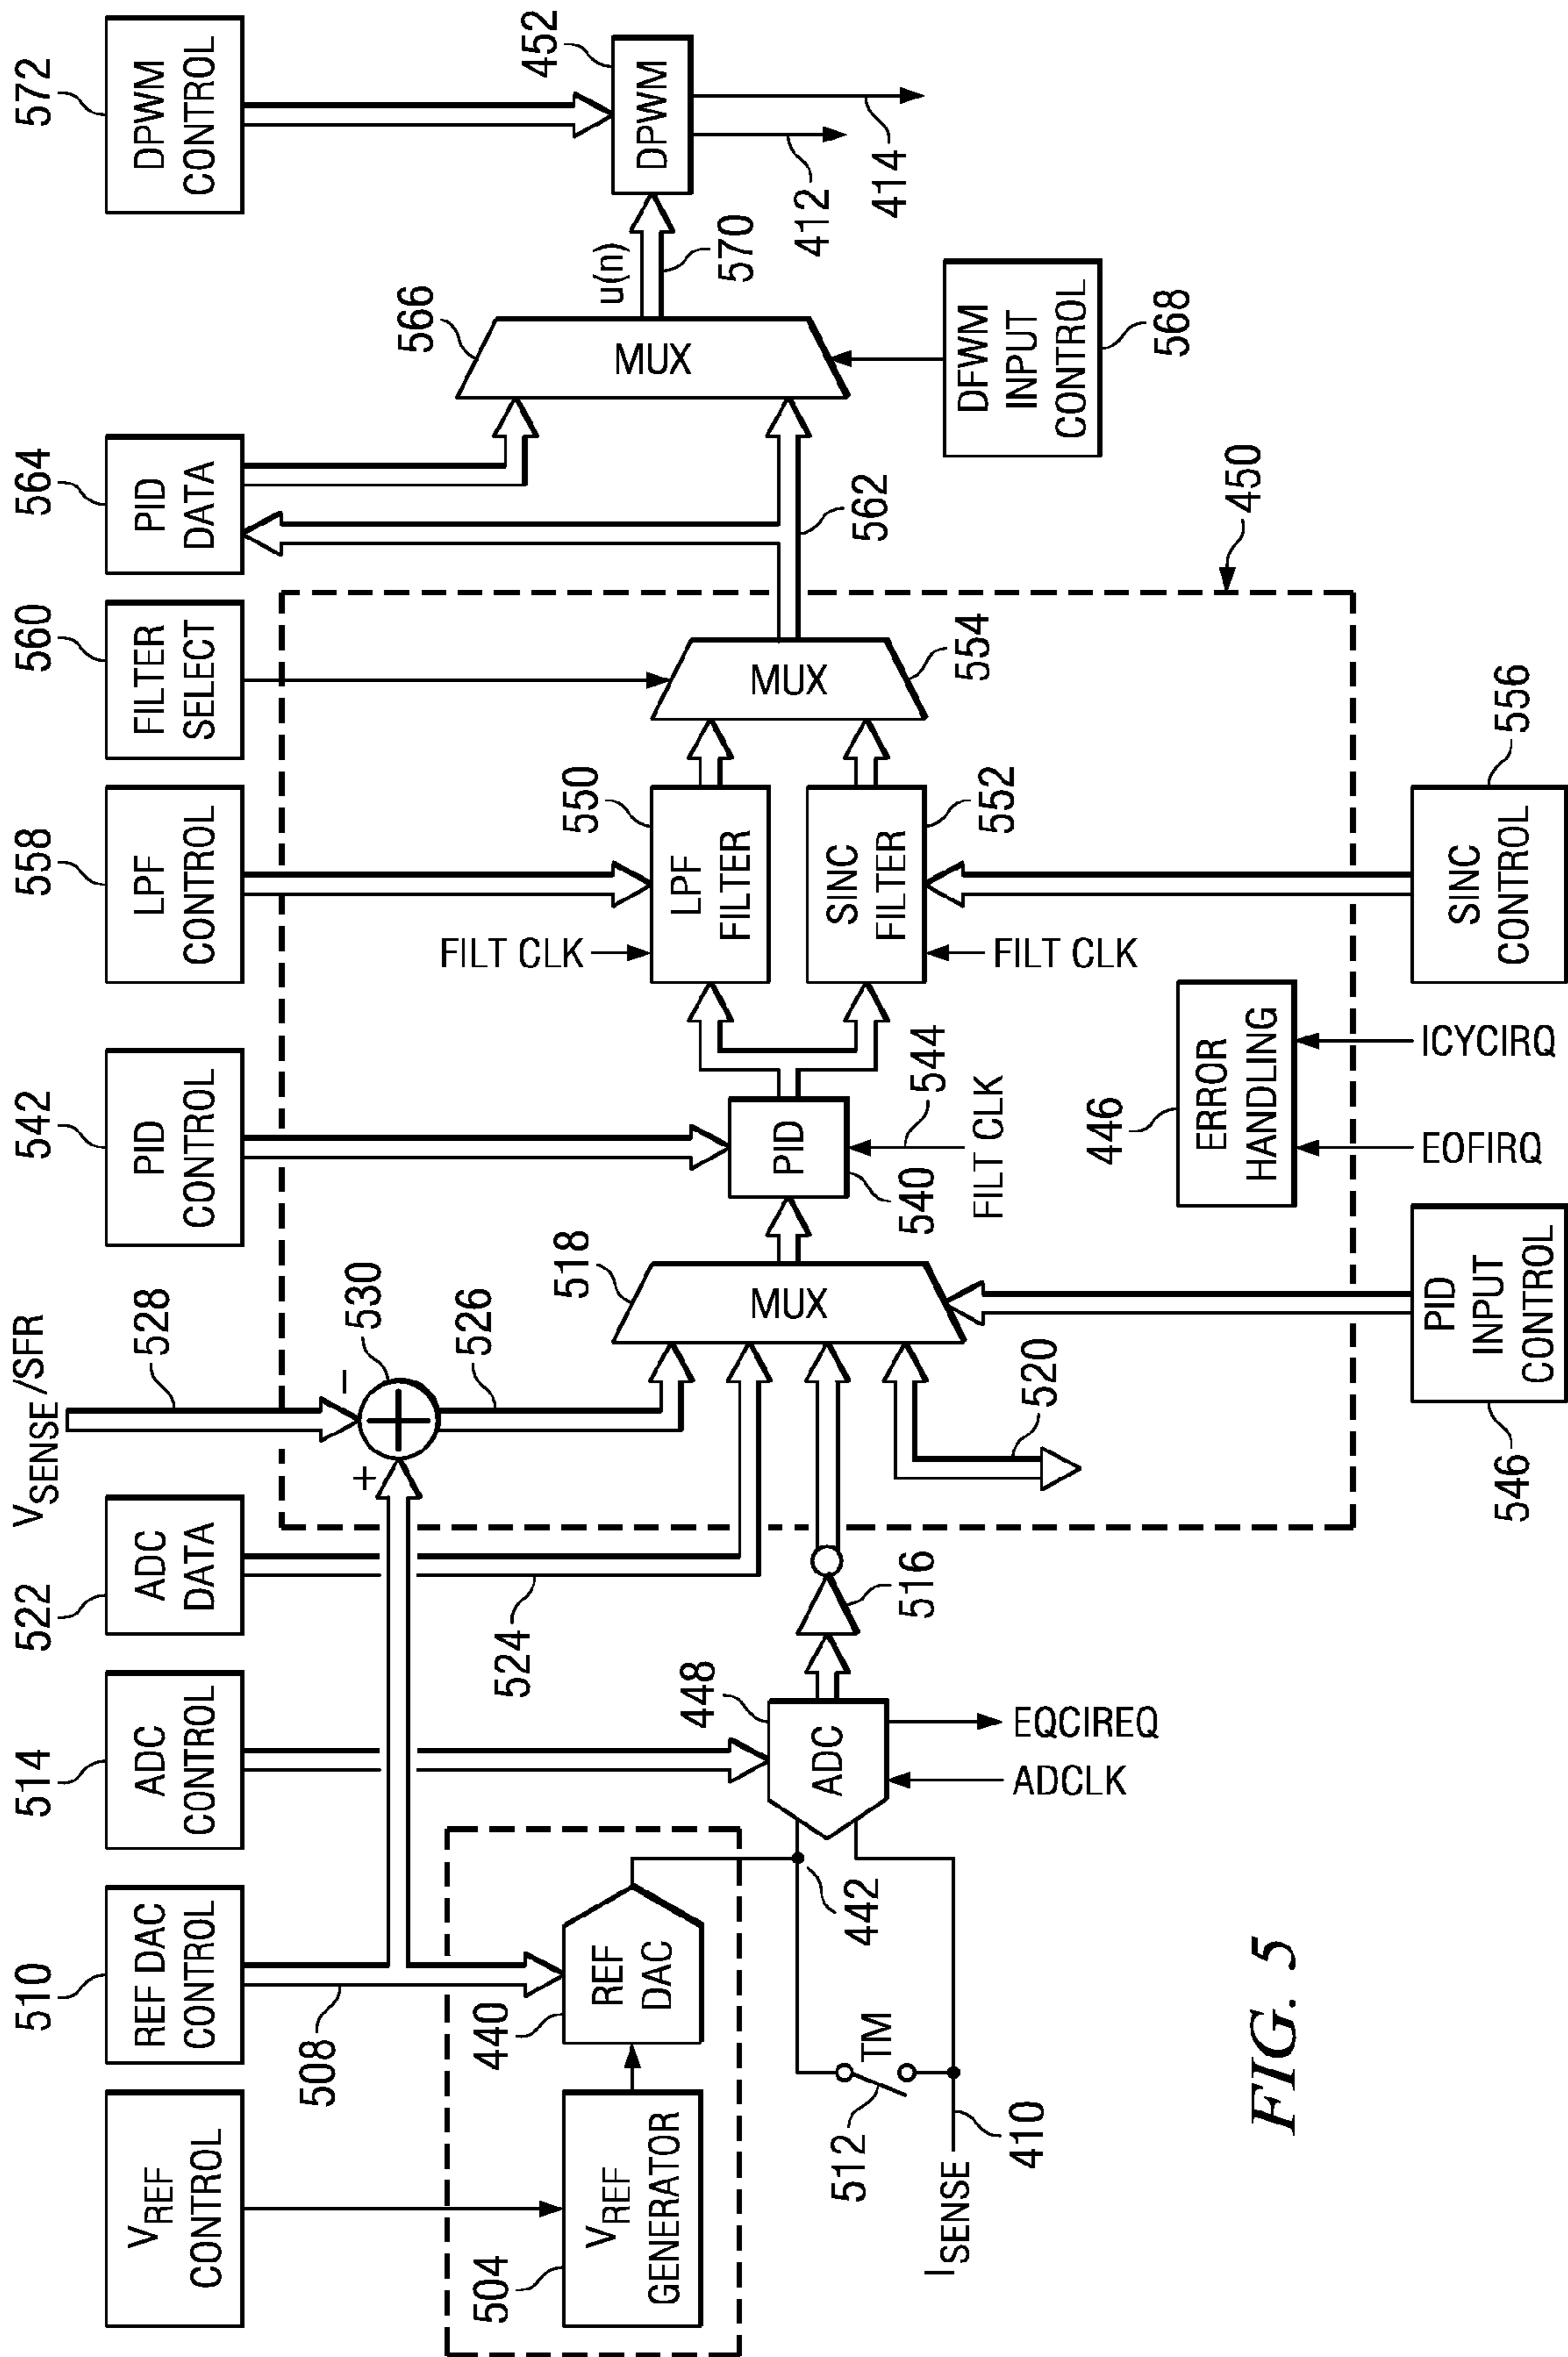 510
514
522
V_SENSE/SFR
528
542
558
560
564
572
V_REF
CONTROL
REF DAC
CONTROL
ADC
CONTROL
ADC
DATA
PID
CONTROL
LPF
CONTROL
FILTER
SELECT
PID
DATA
DPWM
CONTROL
508
524
530
−
+
526
504
V_REF
GENERATOR
440
REF
DAC
518
MUX
550
FILT CLK
LPF
FILTER
MUX
554
566
MUX
u(n)
570
452
DPWM
412
414
448
ADC
442
516
PID
540
544
FILT CLK
SINC
FILTER
552
FILT CLK
562
512
TM
I_SENSE
410
EQCIREQ
ADCLK
520
DFWM
INPUT
CONTROL
568
446
ERROR
HANDLING
EOFIRQ
ICYCIRQ
450
546
PID
INPUT
CONTROL
SINC
CONTROL
556
FIG. 5